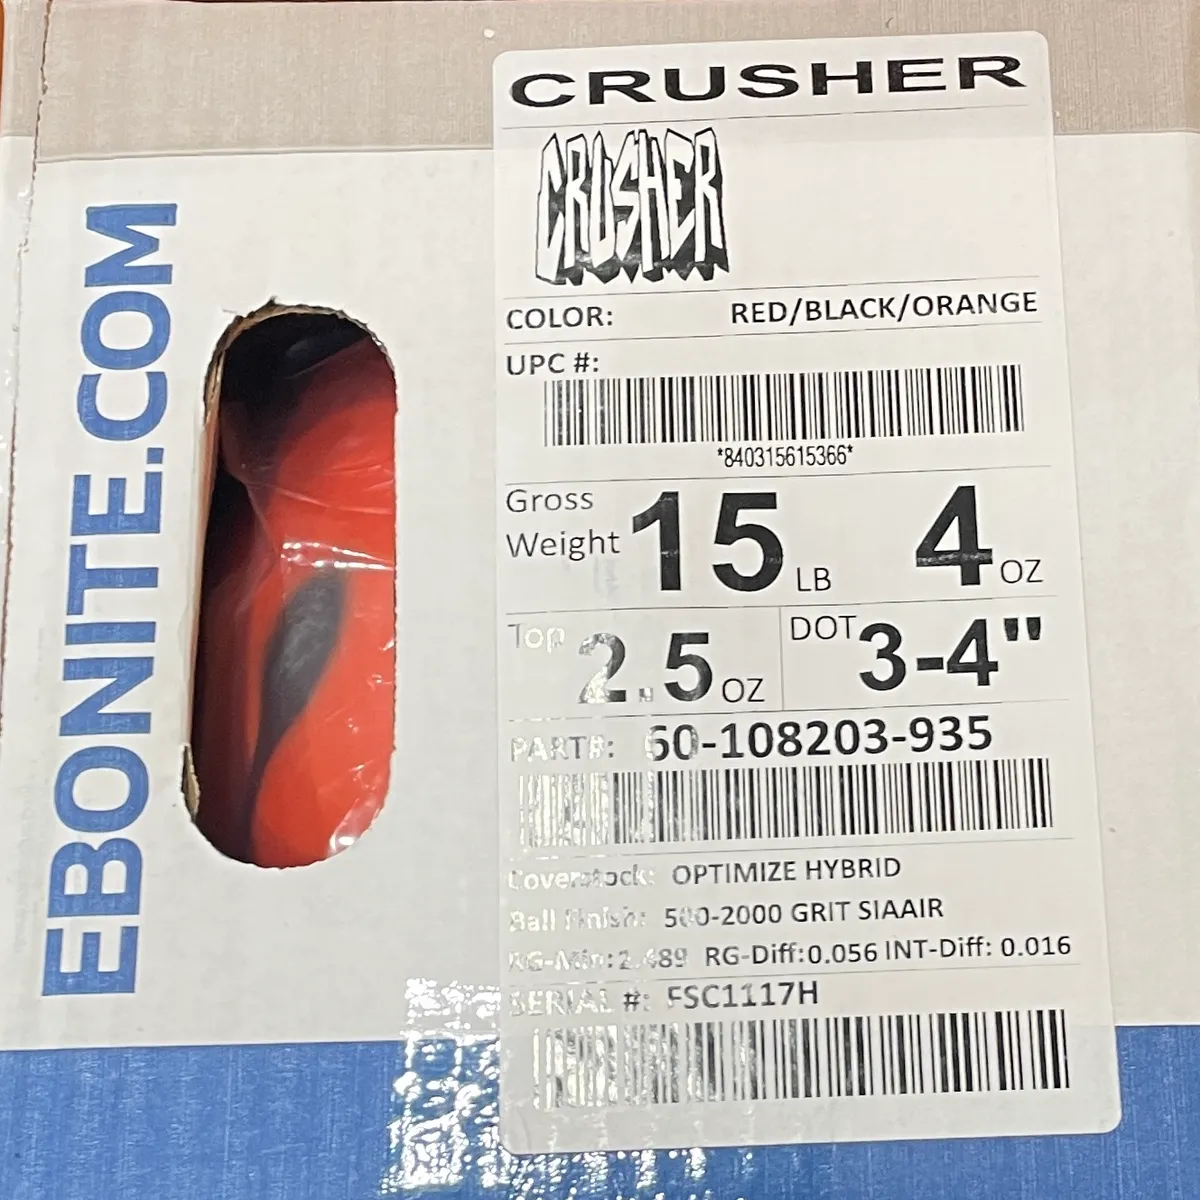 EBONITE.COM
CRUSHER
CRUSHER
COLOR: RED/BLACK/ORANGE
UPC #:
*840315615366*
Gross Weight 15 LB 4 OZ
Top 2.5 OZ DOT 3-4"
PART#: 60-108203-935
Coverstock: OPTIMIZE HYBRID
Ball Finish: 500-2000 GRIT SIAAIR
RG-Min:2.489 RG-Diff:0.056 INT-Diff: 0.016
SERIAL #: FSC1117H